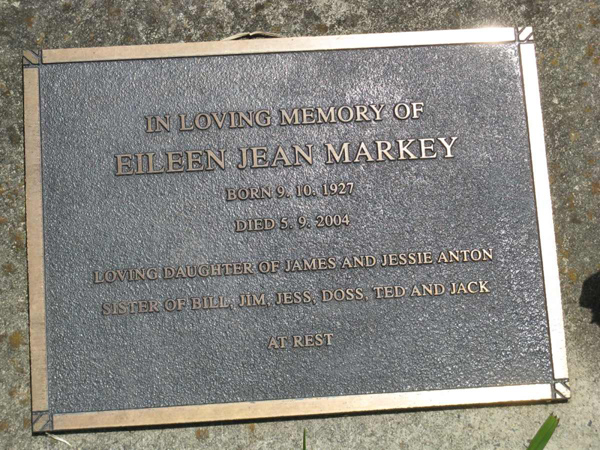 IN LOVING MEMORY OF
EILEEN JEAN MARKEY
BORN 9. 10. 1927
DIED 5. 9. 2004
LOVING DAUGHTER OF JAMES AND JESSIE ANTON
SISTER OF BILL, JIM, JESS, DOSS, TED AND JACK
AT REST